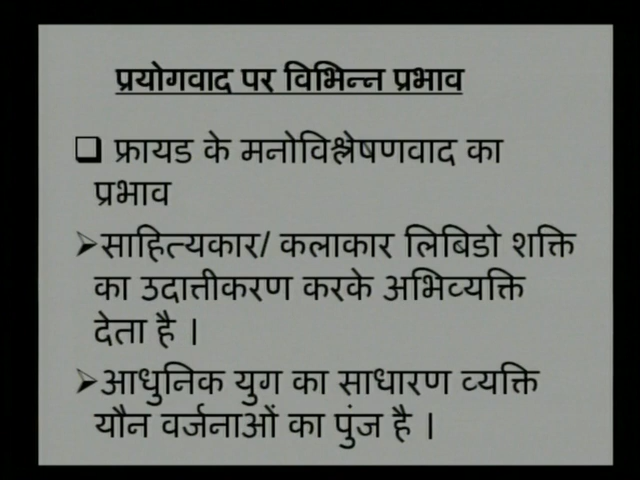 प्रयोगवाद पर विभिन्न प्रभाव
❑ फ्रायड के मनोविश्लेषणवाद का
प्रभाव
➢साहित्यकार/ कलाकार लिबिडो शक्ति
का उदात्तीकरण करके अभिव्यक्ति
देता है ।
➢आधुनिक युग का साधारण व्यक्ति
यौन वर्जनाओं का पुंज है ।